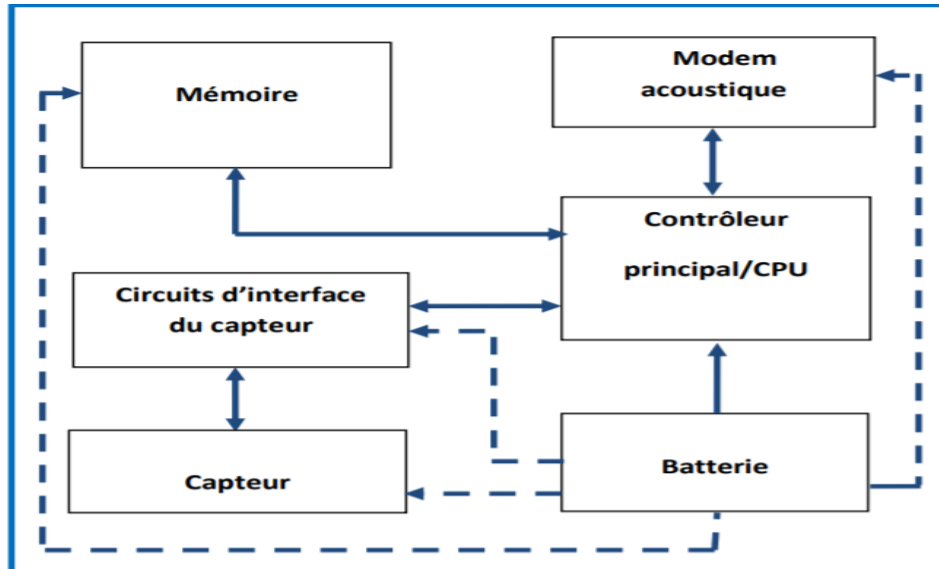 Mémoire
Modem
acoustique
Contrôleur
principal/CPU
Circuits d’interface
du capteur
Capteur
Batterie